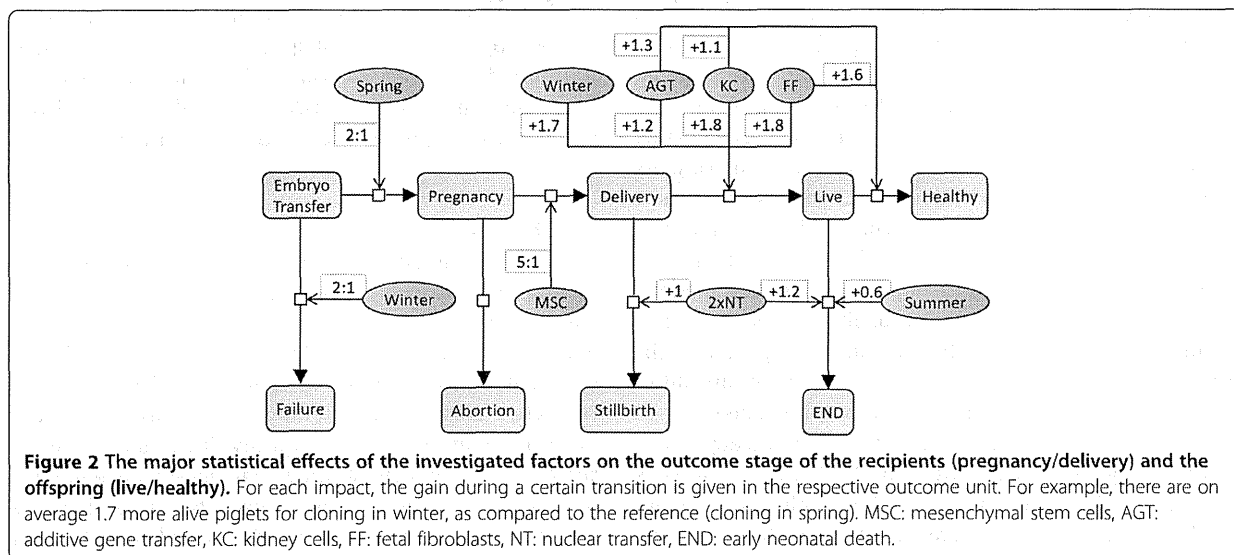 +1.3
+1.1
Spring
Winter
AGT
KC
FF
+1.6
2:1
+1.7
+1.2
+1.8
+1.8
Embryo
Transfer
Pregnancy
Delivery
Live
Healthy
5:1
2:1
Winter
MSC
+1
2xNT
+1.2
+0.6
Summer
Failure
Abortion
Stillbirth
END
Figure 2 The major statistical effects of the investigated factors on the outcome stage of the recipients (pregnancy/delivery) and the
offspring (live/healthy). For each impact, the gain during a certain transition is given in the respective outcome unit. For example, there are on
average 1.7 more alive piglets for cloning in winter, as compared to the reference (cloning in spring). MSC: mesenchymal stem cells, AGT:
additive gene transfer, KC: kidney cells, FF: fetal fibroblasts, NT: nuclear transfer, END: early neonatal death.